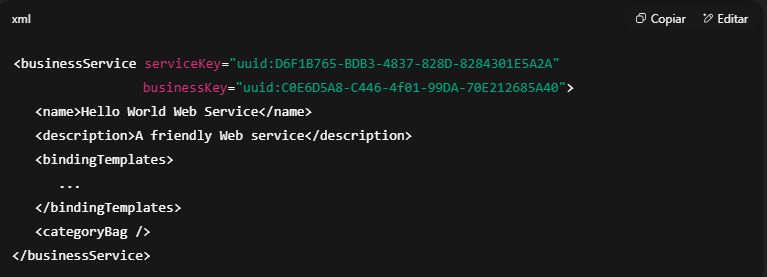 xml
Copiar
Editar
<businessService serviceKey="uuid:D6F1B765-BDB3-4837-828D-8284301E5A2A"
businessKey="uuid:C0E6D5A8-C446-4f01-99DA-70E212685A40">
<name>Hello World Web Service</name>
<description>A friendly Web service</description>
<bindingTemplates>
...
</bindingTemplates>
<categoryBag />
</businessService>